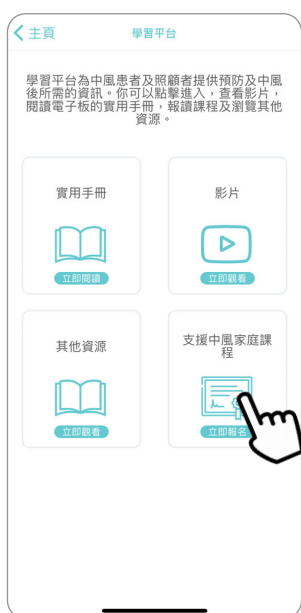 主頁
學習平台
學習平台為中風患者及照顧者提供預防及中風
後所需的資訊。你可以點擊進入，查看影片，
閱讀電子板的實用手冊，報讀課程及瀏覽其他
資源。
實用手冊
影片
立即閱讀
立即觀看
其他資源
支援中風家庭課
程
立即觀看
立即報名